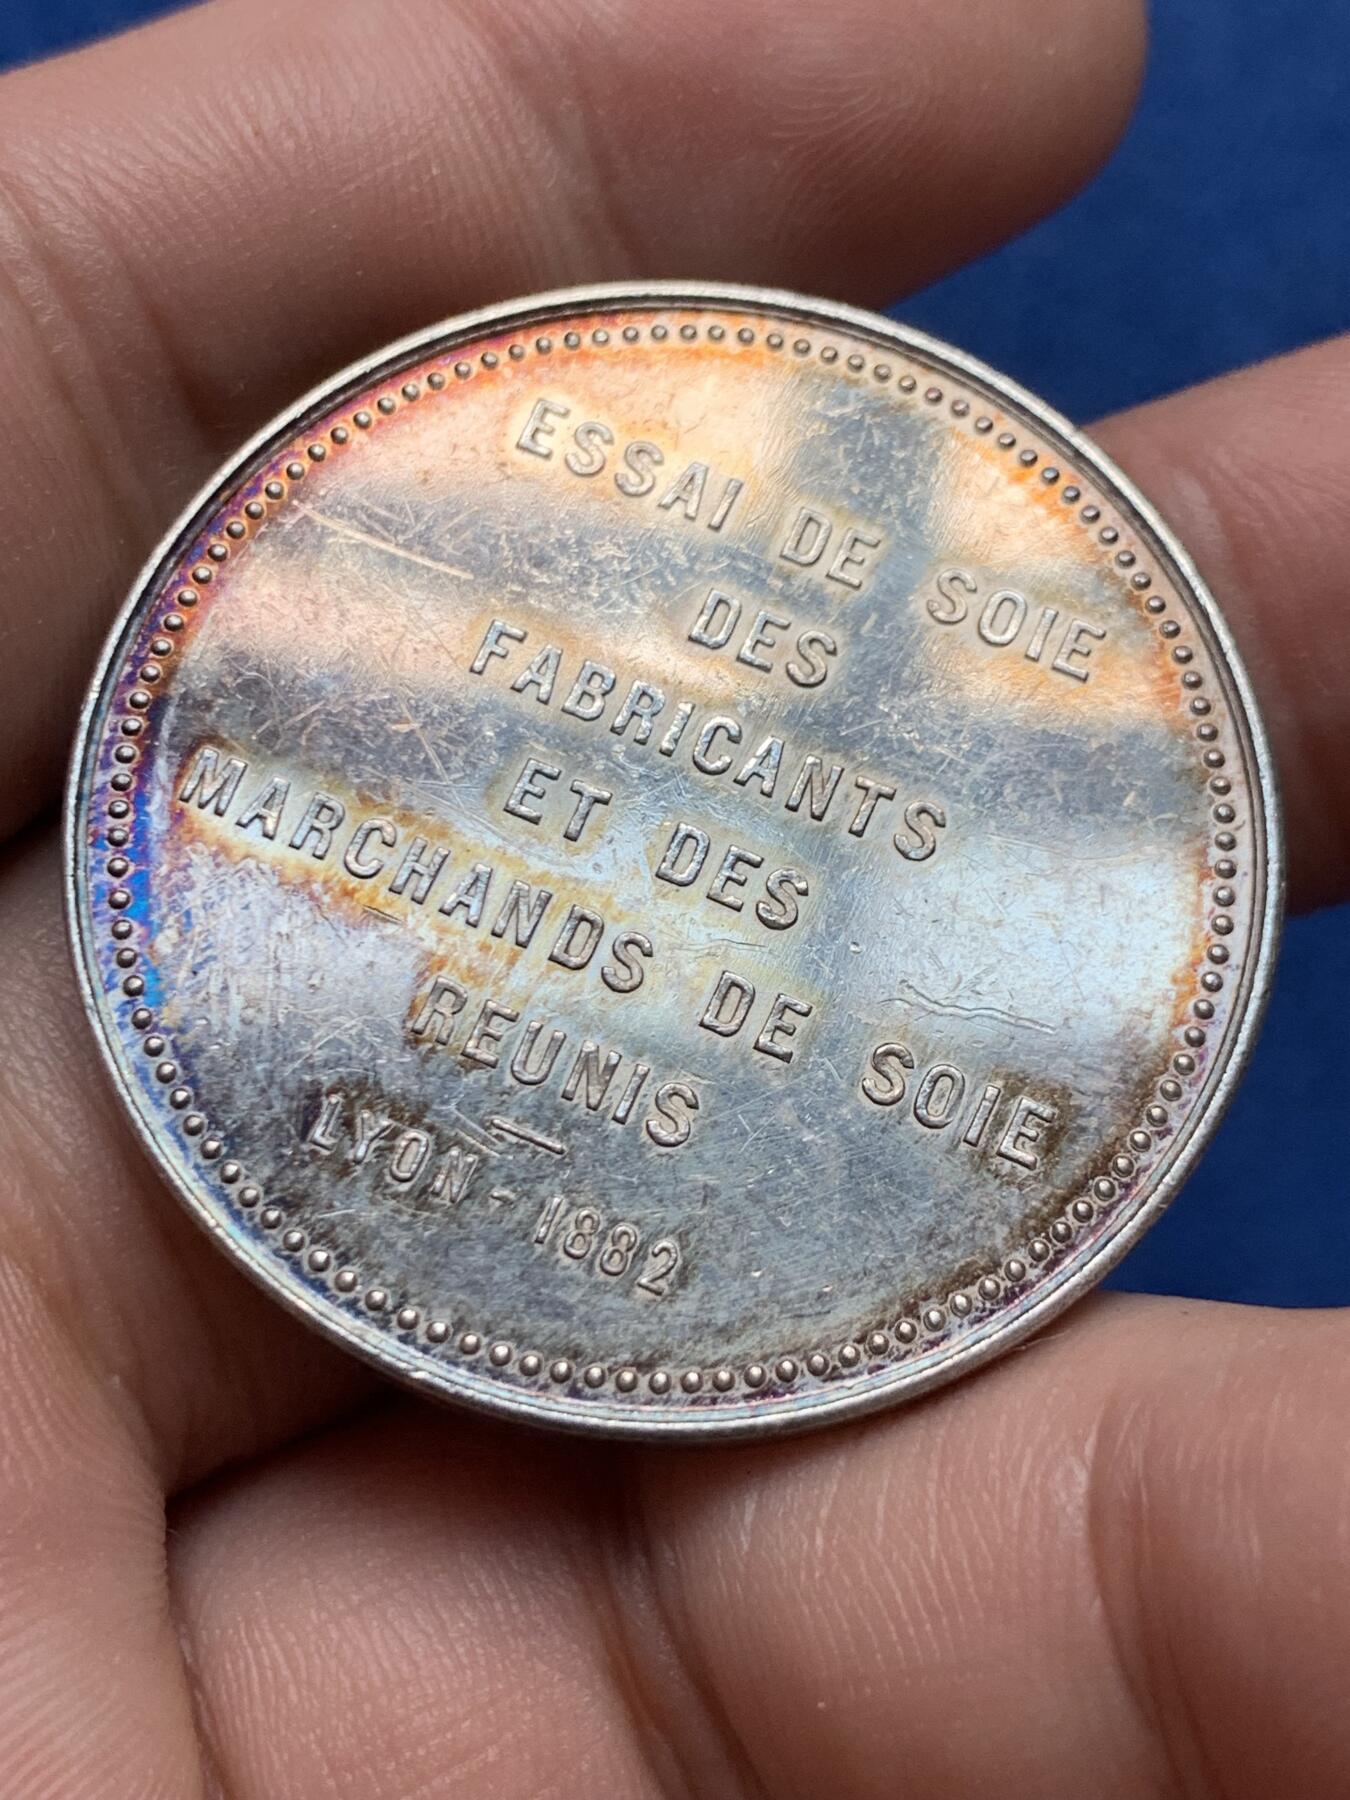 ESSAI DE SOIE
DES
FABRICANTS
ET DES
MARCHANDS DE SOIE
REUNIS
LYON - 1882